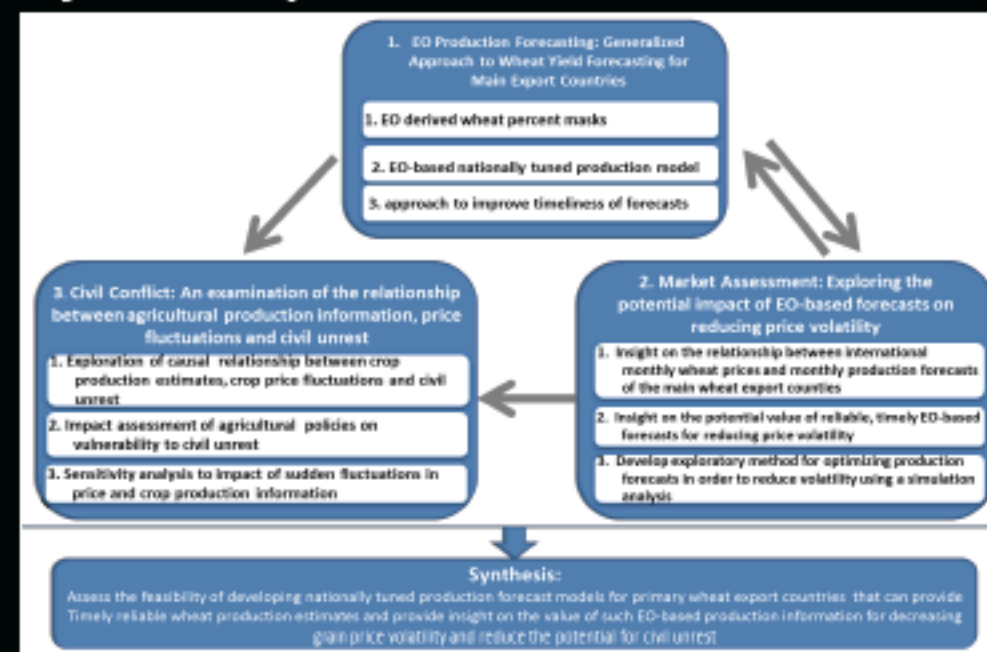 1. EO Production Forecasting: Generalized
Approach to Wheat Yield Forecasting for
Main Export Countries
1. EO derived wheat percent masks
2. EO-based nationally tuned production model
3. approach to improve timeliness of forecasts
3. Civil Conflict: An examination of the relationship
between agricultural production information, price
fluctuations and civil unrest
1. Exploration of causal relationship between crop
production estimates, crop price fluctuations and civil
unrest
2. Impact assessment of agricultural policies on
vulnerability to civil unrest
3. Sensitivity analysis to impact of sudden fluctuations in
price and crop production information
2. Market Assessment: Exploring the
potential impact of EO-based forecasts on
reducing price volatility
1. Insight on the relationship between international
monthly wheat prices and monthly production forecasts
of the main wheat export counties
2. Insight on the potential value of reliable, timely EO-based
forecasts for reducing price volatility
3. Develop exploratory method for optimizing production
forecasts in order to reduce volatility using a simulation
analysis
Synthesis:
Assess the feasibility of developing nationally tuned production forecast models for primary wheat export countries that can provide
Timely reliable wheat production estimates and provide insight on the value of such EO-based production information for decreasing
grain price volatility and reduce the potential for civil unrest